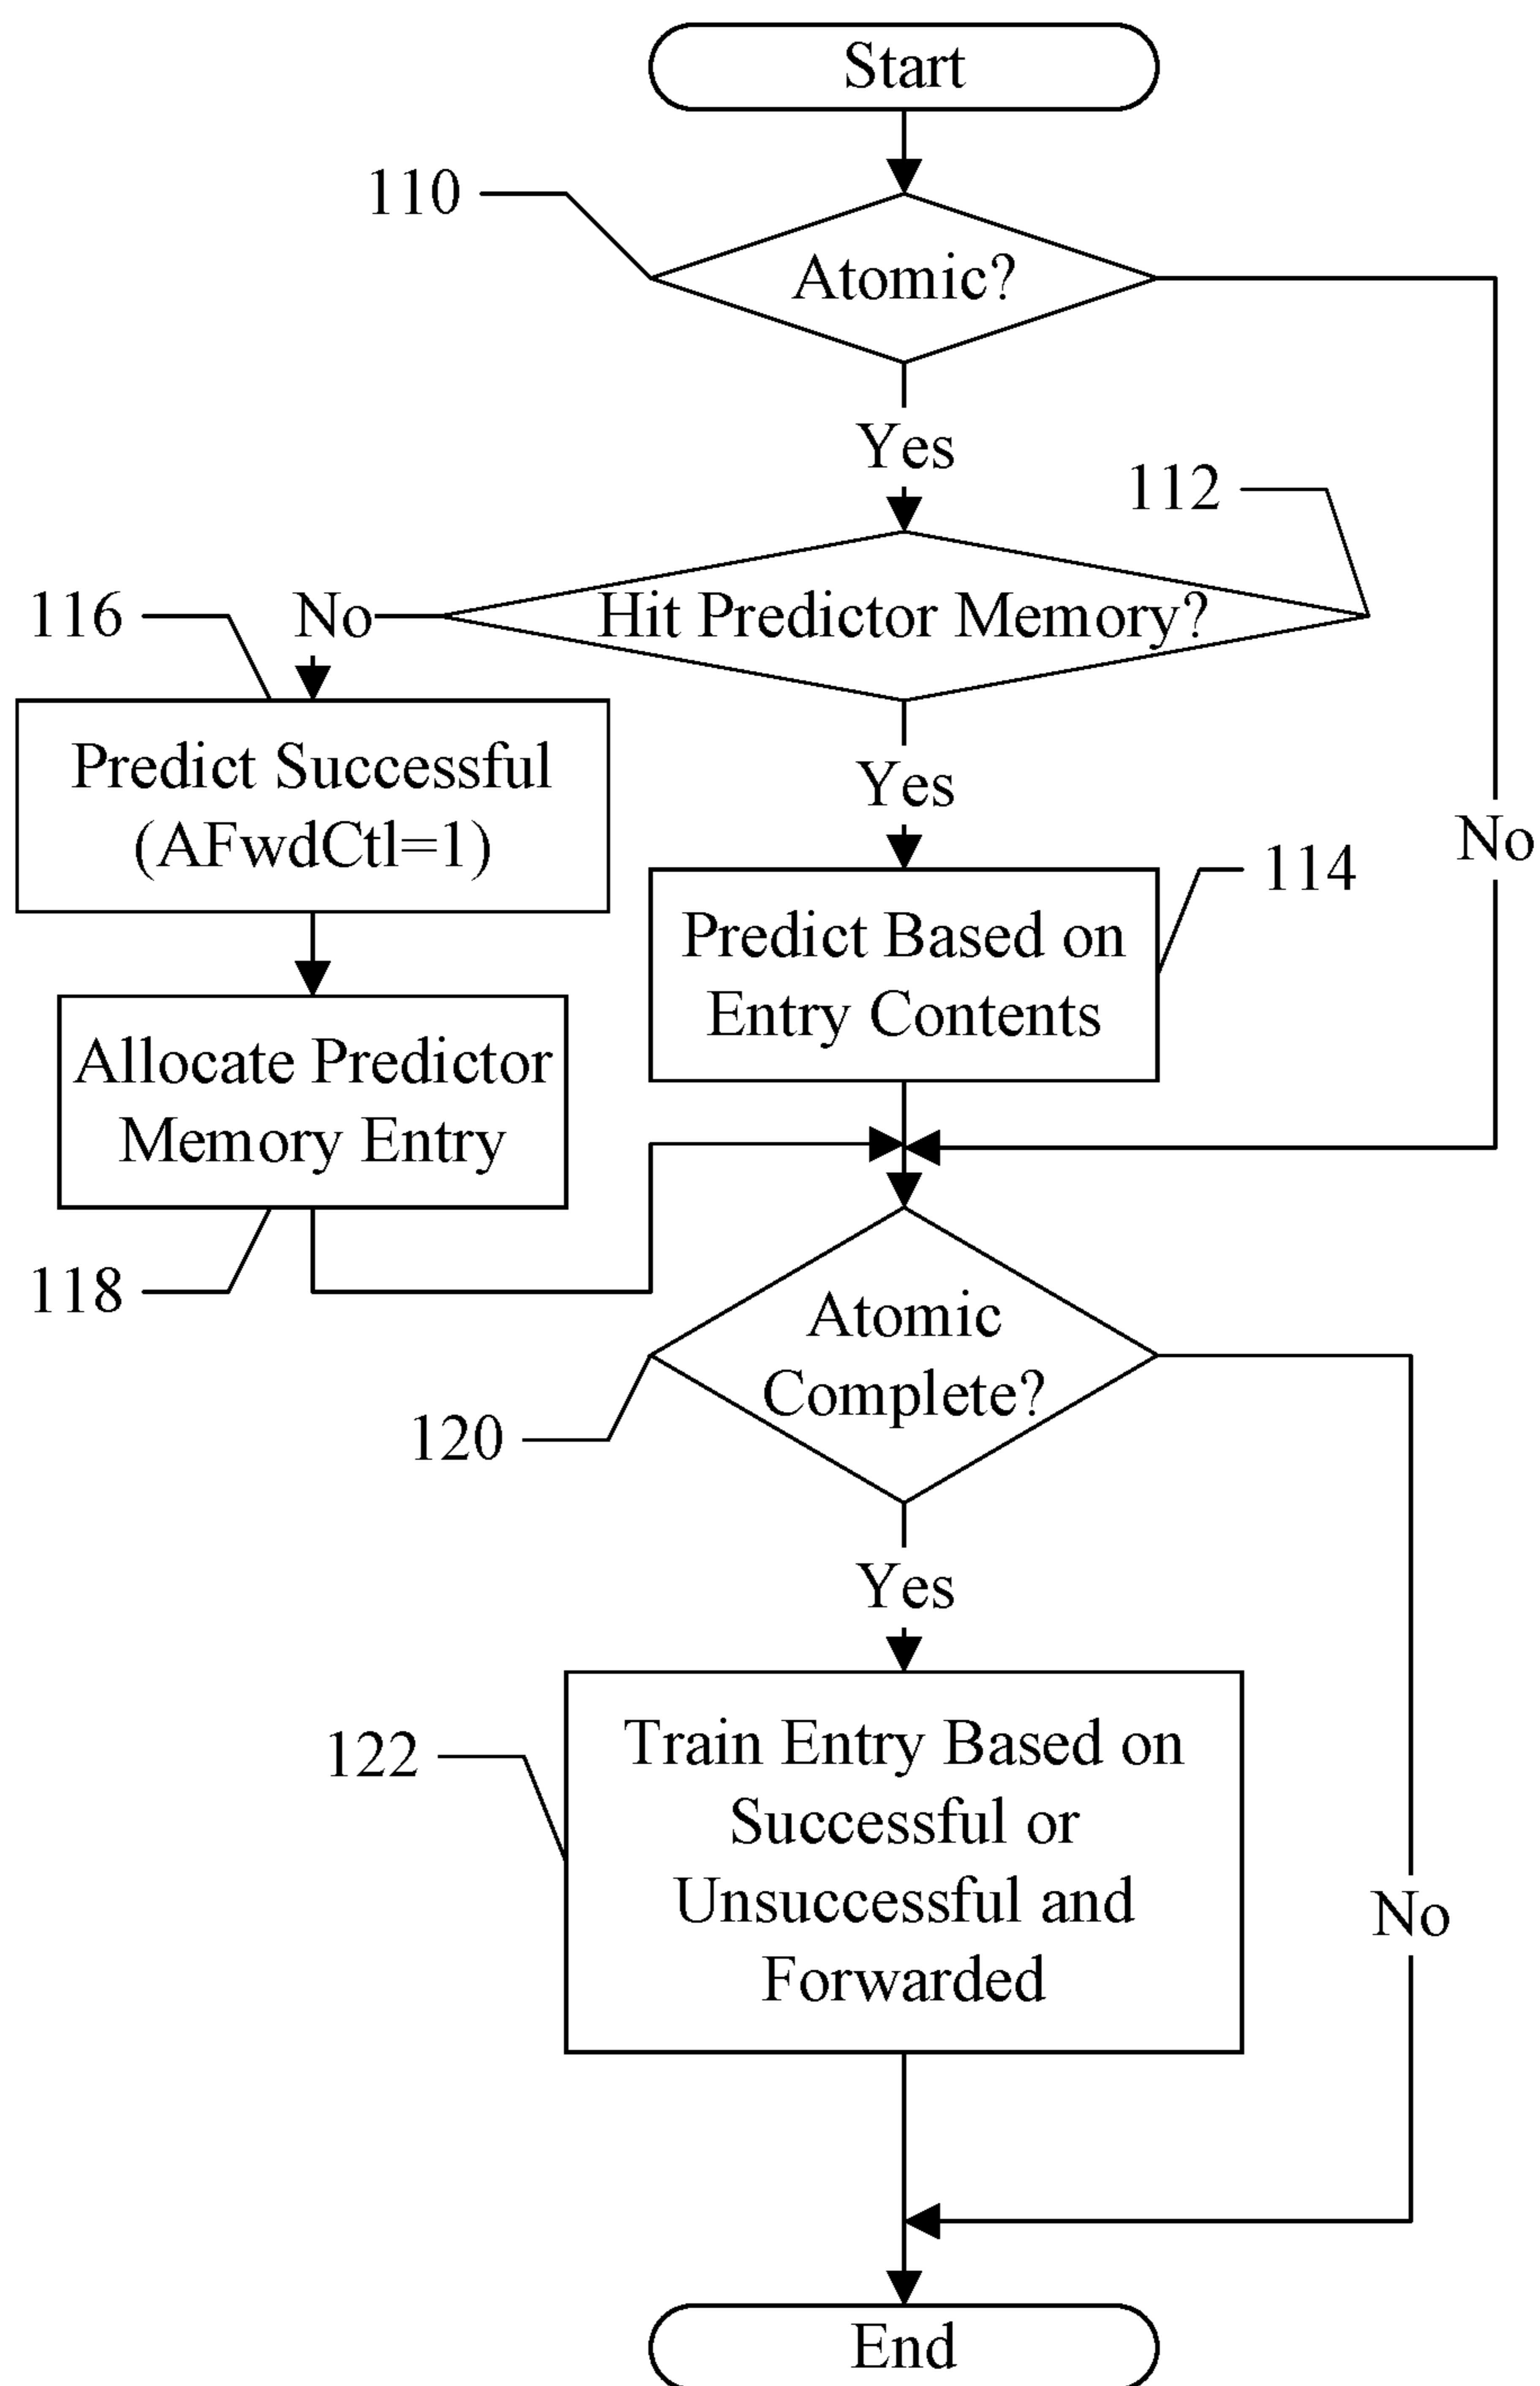 Start
110
Atomic?
Yes
112
116
No
Hit Predictor Memory?
Predict Successful
(AFwdCtl=1)
Yes
No
114
Predict Based on
Entry Contents
Allocate Predictor
Memory Entry
118
Atomic
Complete?
120
Yes
122
Train Entry Based on
Successful or
Unsuccessful and
Forwarded
No
End